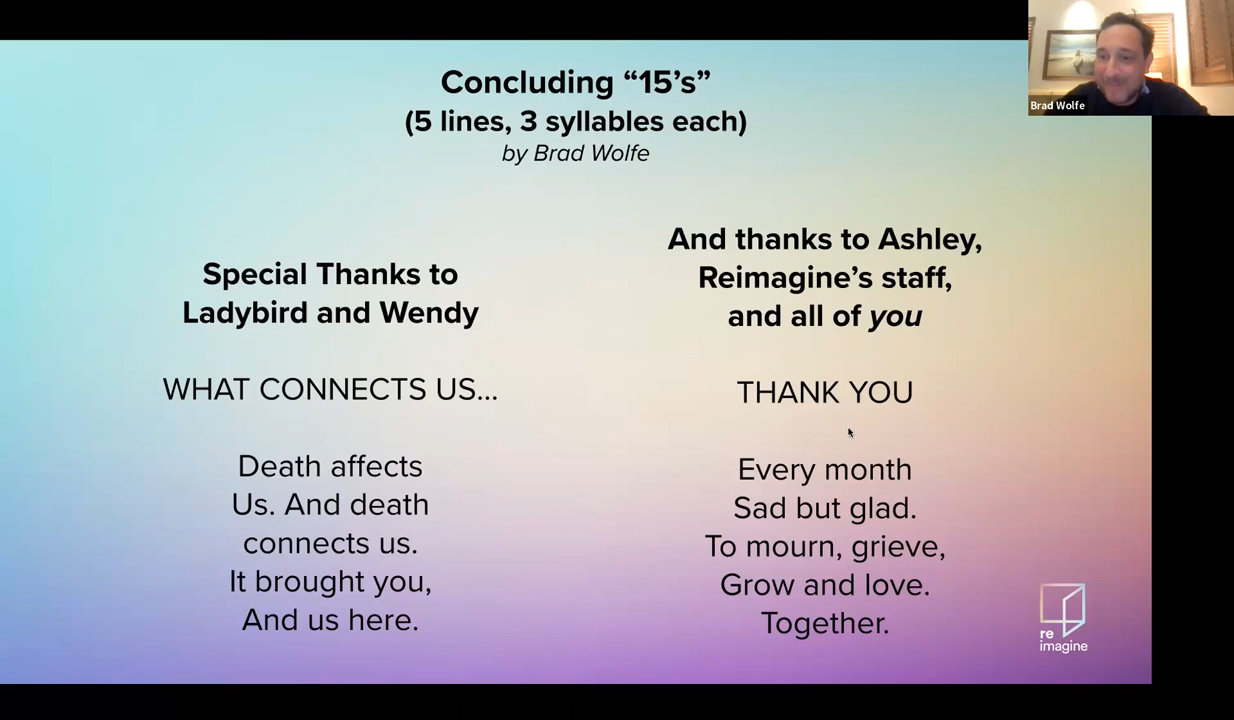 Concluding “15’s”
(5 lines, 3 syllables each)
by Brad Wolfe
Brad Wolfe
Special Thanks to
Ladybird and Wendy
WHAT CONNECTS US...
Death affects
Us. And death
connects us.
It brought you,
And us here.
And thanks to Ashley,
Reimagine’s staff,
and all of you
THANK YOU
Every month
Sad but glad.
To mourn, grieve,
Grow and love.
Together.
re
imagine